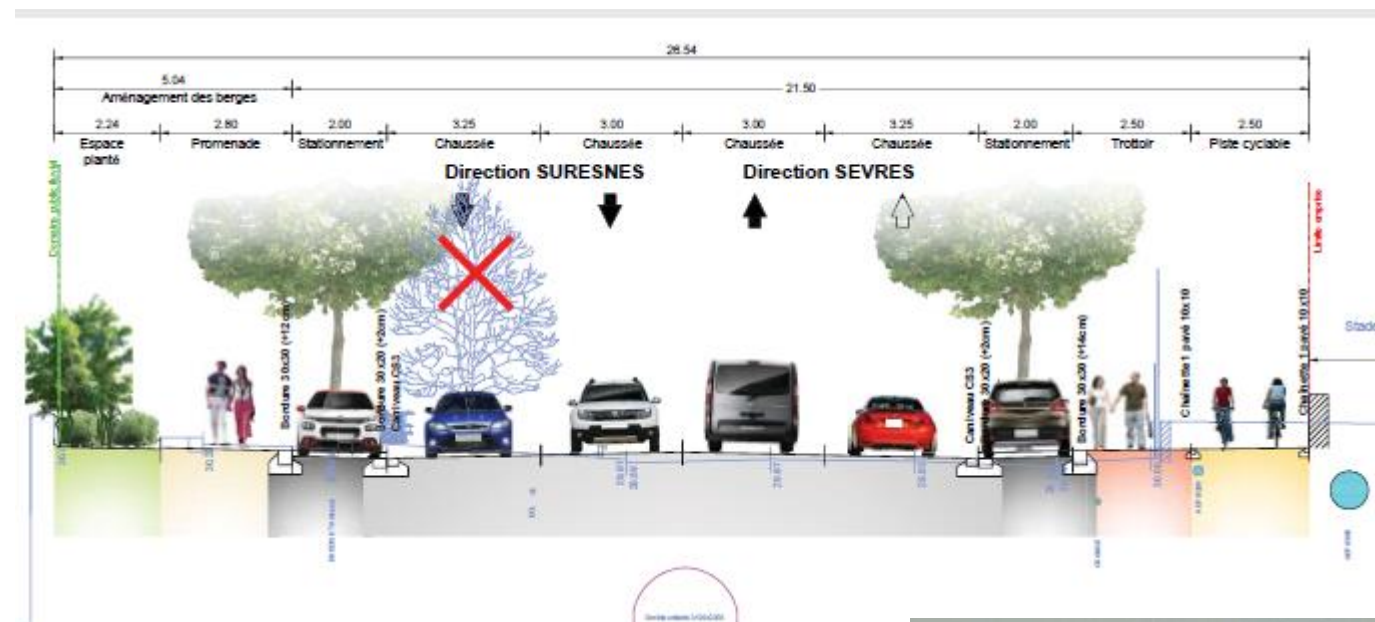 26.54
5.04
Aménagement des berges
21.50
2.24
Espace
planté
2.80
Promenade
2.00
Stationnement
3.25
Chaussée
3.00
Chaussée
3.00
Chaussée
3.25
Chaussée
2.00
Stationnement
2.50
Trottoir
2.50
Piste cyclable
Direction SURESNES
Direction SEVRES
Limite emprise
Bordure 30x30 (+12cm)
Bordure 30x20 (+2cm)
Caniveau CS3
Caniveau CS3
Bordure 30x20 (+2cm)
Bordure 30x30 (+14cm)
Chainette 1 pavé 10x10
Chainette 1 pavé 10x10
Stade